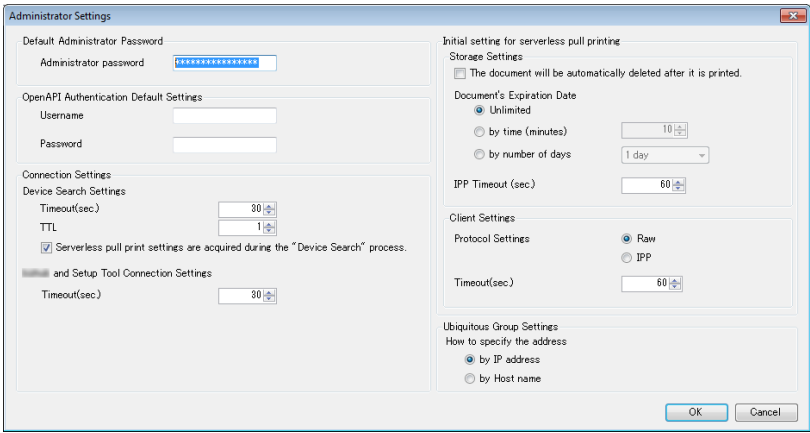 Administrator Settings
Default Administrator Password
Administrator password ****************
OpenAPI Authentication Default Settings
Username
Password
Connection Settings
Device Search Settings
Timeout(sec.) 30
TTL 1
Serverless pull print settings are acquired during the "Device Search" process.
and Setup Tool Connection Settings
Timeout(sec.) 30
Initial setting for serverless pull printing
Storage Settings
The document will be automatically deleted after it is printed.
Document's Expiration Date
Unlimited
by time (minutes) 10
by number of days 1 day
IPP Timeout (sec.) 60
Client Settings
Protocol Settings Raw
IPP
Timeout(sec.) 60
Ubiquitous Group Settings
How to specify the address
by IP address
by Host name
OK Cancel